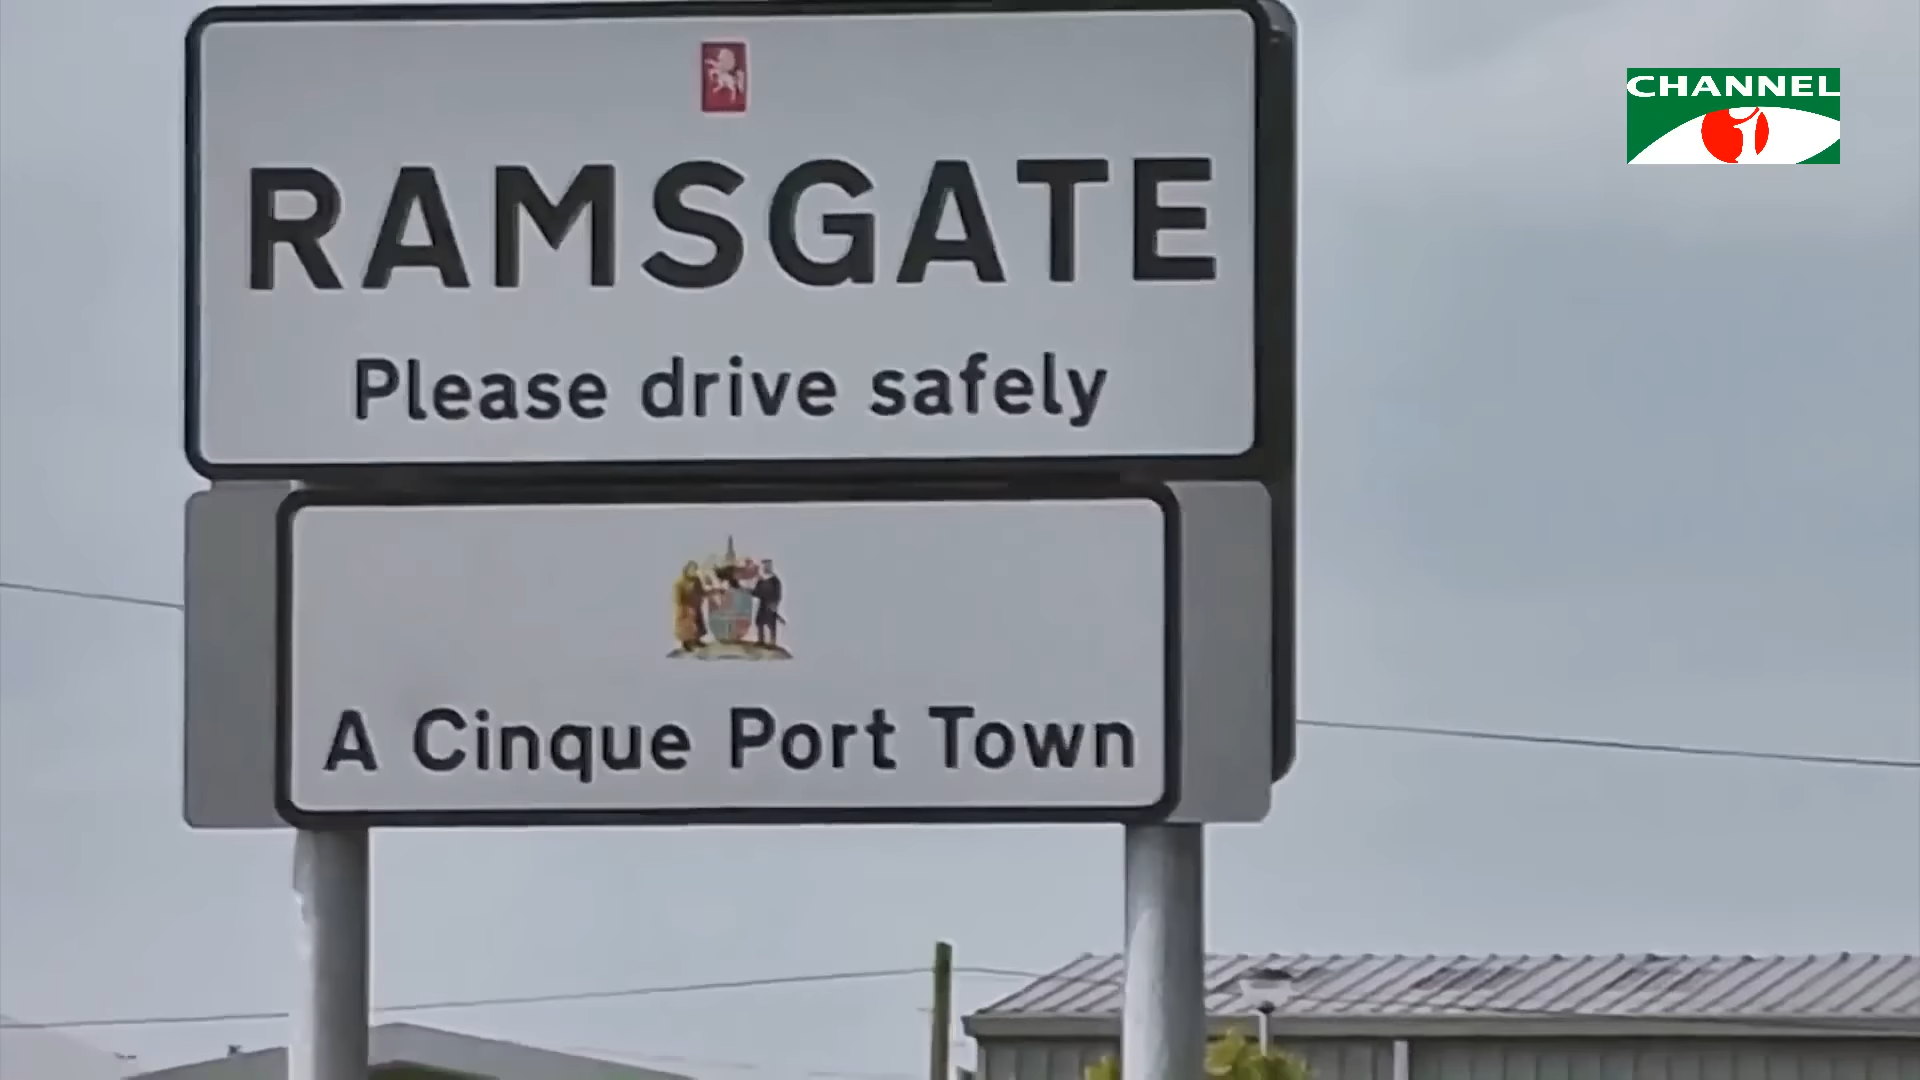 RAMSGATE
Please drive safely
A Cinque Port Town
CHANNEL
i